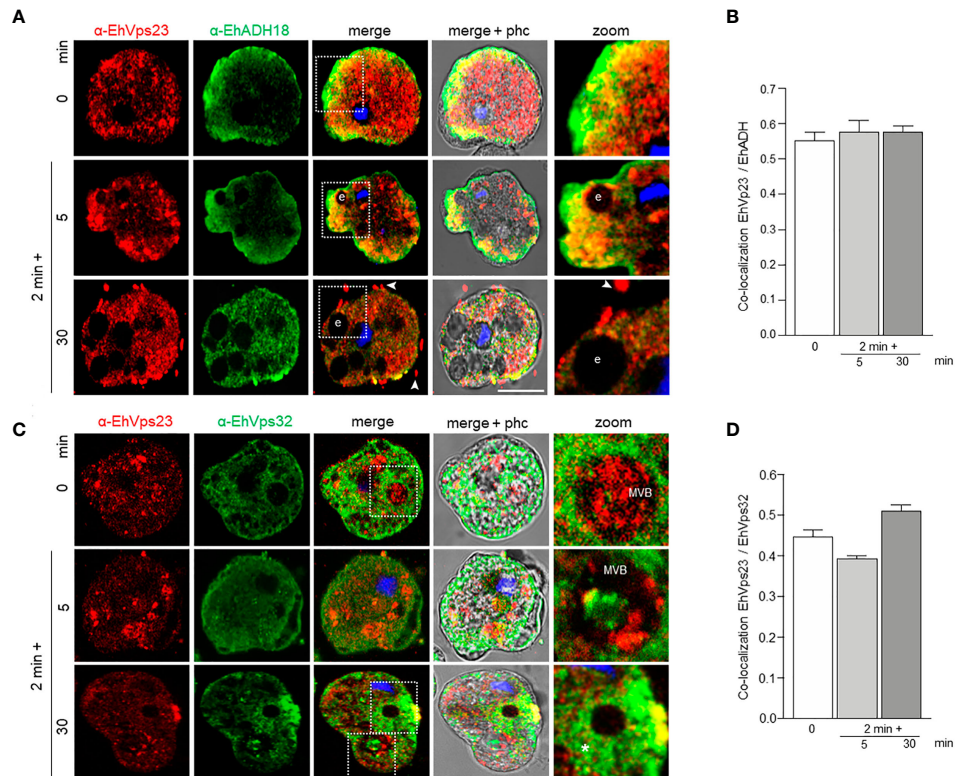 A
α-EhVps23 α-EhADH18 merge merge + phc zoom
min
0
2 min +
5
e
e
30
e
e
B
Co-localization EhVp23 / EhADH
0.7
0.6
0.5
0.4
0.3
0.2
0.1
0.0
0 2 min +
5 30 min
C
α-EhVps23 α-EhVps32 merge merge + phc zoom
min
0
MVB
2 min +
5
MVB
30
*
D
Co-localization EhVps23 / EhVps32
0.6
0.5
0.4
0.3
0.2
0.1
0.0
0 2 min +
5 30 min